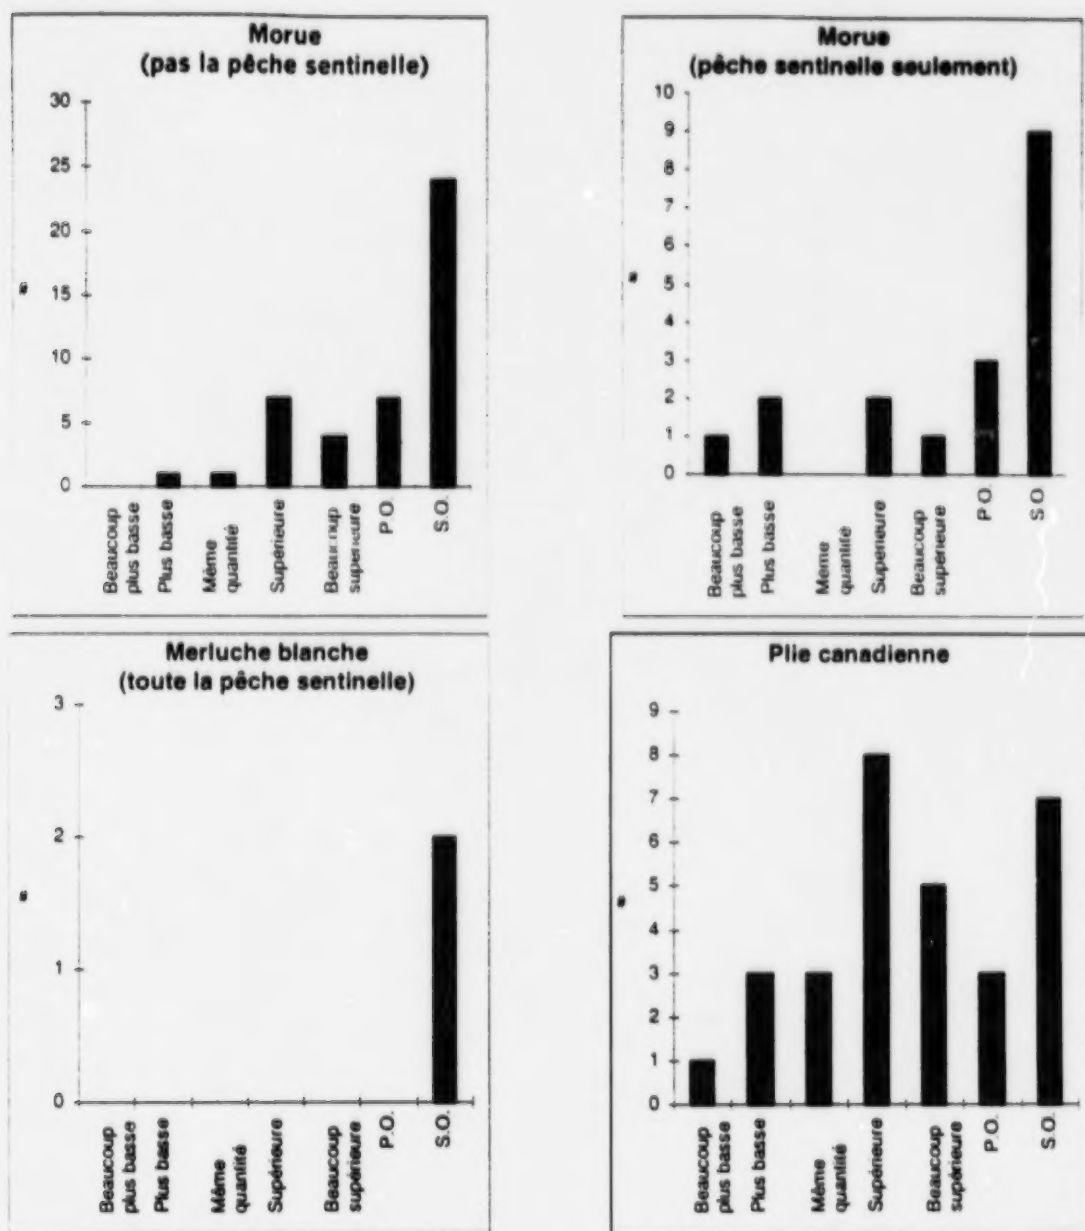 Morue
(pas la pêche sentinelle)
30
25
20
15
10
5
0
Beaucoup
plus basse
Plus basse
Même
quantité
Supérieure
Beaucoup
supérieure
P.O.
S.O.
Morue
(pêche sentinelle seulement)
10
9
8
7
6
5
4
3
2
1
0
Beaucoup
plus basse
Plus basse
Même
quantité
Supérieure
Beaucoup
supérieure
P.O.
S.O
Merluche blanche
(toute la pêche sentinelle)
3
2
1
0
Beaucoup
plus basse
Plus basse
Même
quantité
Supérieure
Beaucoup
supérieure
P.O.
S.O.
Plie canadienne
9
8
7
6
5
4
3
2
1
0
Beaucoup
plus basse
Plus basse
Même
quantité
Supérieure
Beaucoup
supérieure
P.O.
S.O.